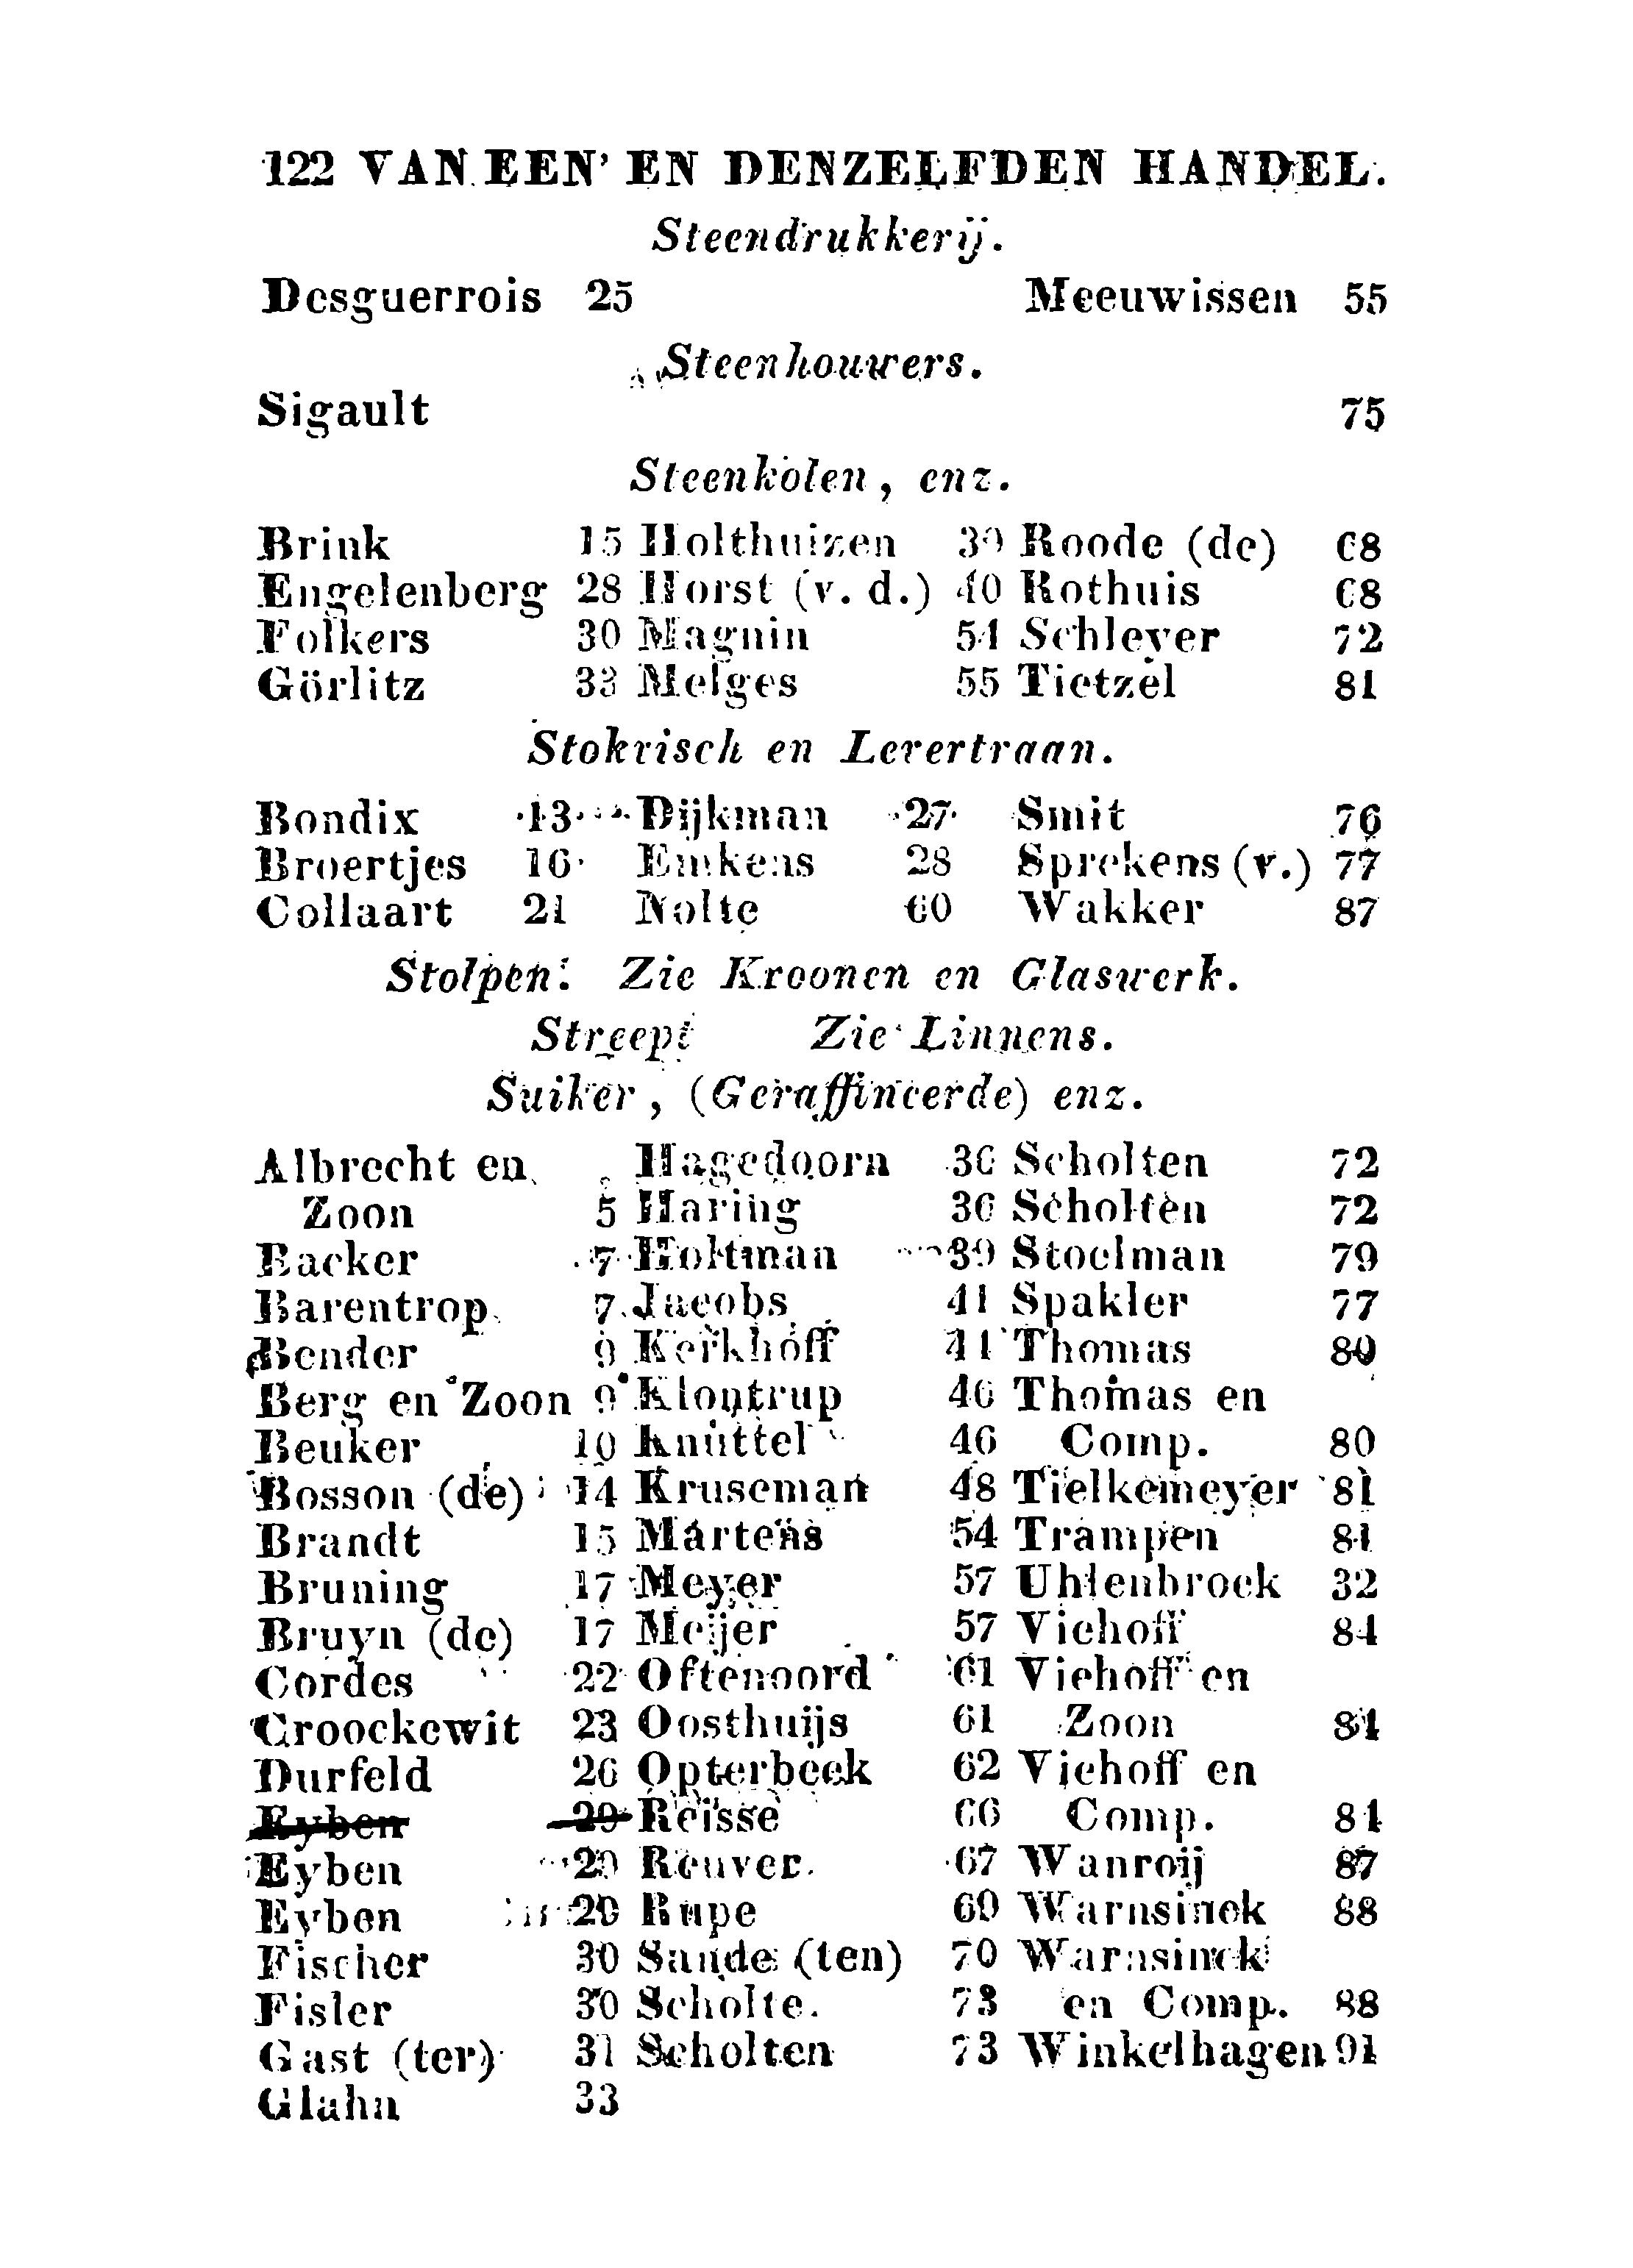 122 VAN EEN' EN DENZELFDEN HANDEL.
Steendrukkerij.
Desguerrois 25 Meeuwissen 55
Steenhouwers.
Sigault 75
Steenkolen, enz.
Brink 15 Holthuizen 39 Roode (de) 68
Engelenberg 28 Horst (v. d.) 40 Rothuis 68
Folkers 30 Magnin 54 Schleyer 72
Görlitz 33 Melges 55 Tietzel 81
Stokvisch en Levertraan.
Bondix 13 Dijkman 27 Smit 76
Broertjes 16 Emkens 28 Sprekens (v.) 77
Collaart 21 Nolte 60 Wakker 87
Stolpen. Zie Kroonen en Glaswerk.
Streept Zie Linnens.
Suiker, (Geraffineerde) enz.
Albrecht en Hagedoorn 36 Scholten 72
Zoon 5 Haring 36 Scholten 72
Backer 7 Holtman 39 Stoelman 79
Barentrop 7 Jacobs 41 Spakler 77
Bender 9 Kerkhoff 44 Thomas 80
Berg en Zoon 9 Klontrup 46 Thomas en
Beuker 10 Knuttel 46 Comp. 80
Bosson (de) 14 Kruseman 48 Tielkemeyer 81
Brandt 15 Martens 54 Trampen 81
Bruning 17 Meyer 57 Uhlenbroek 32
Bruyn (de) 17 Meijer 57 Viehoff 84
Cordes 22 Oftenoord 61 Viehoff en
Croockewit 23 Oosthuijs 61 Zoon 84
Durfeld 26 Opterbeek 62 Viehoff en
Eyben 29 Reisse 66 Comp. 84
Eyben 29 Reuver. 67 Wanroij 87
Eyben 29 Rupe 69 Warnsinck 88
Fischer 30 Sande (ten) 70 Warnsinck
Fisler 30 Scholte. 73 en Comp. 88
Gast (ter) 31 Scholten 73 Winkelhagen 91
Glahn 33